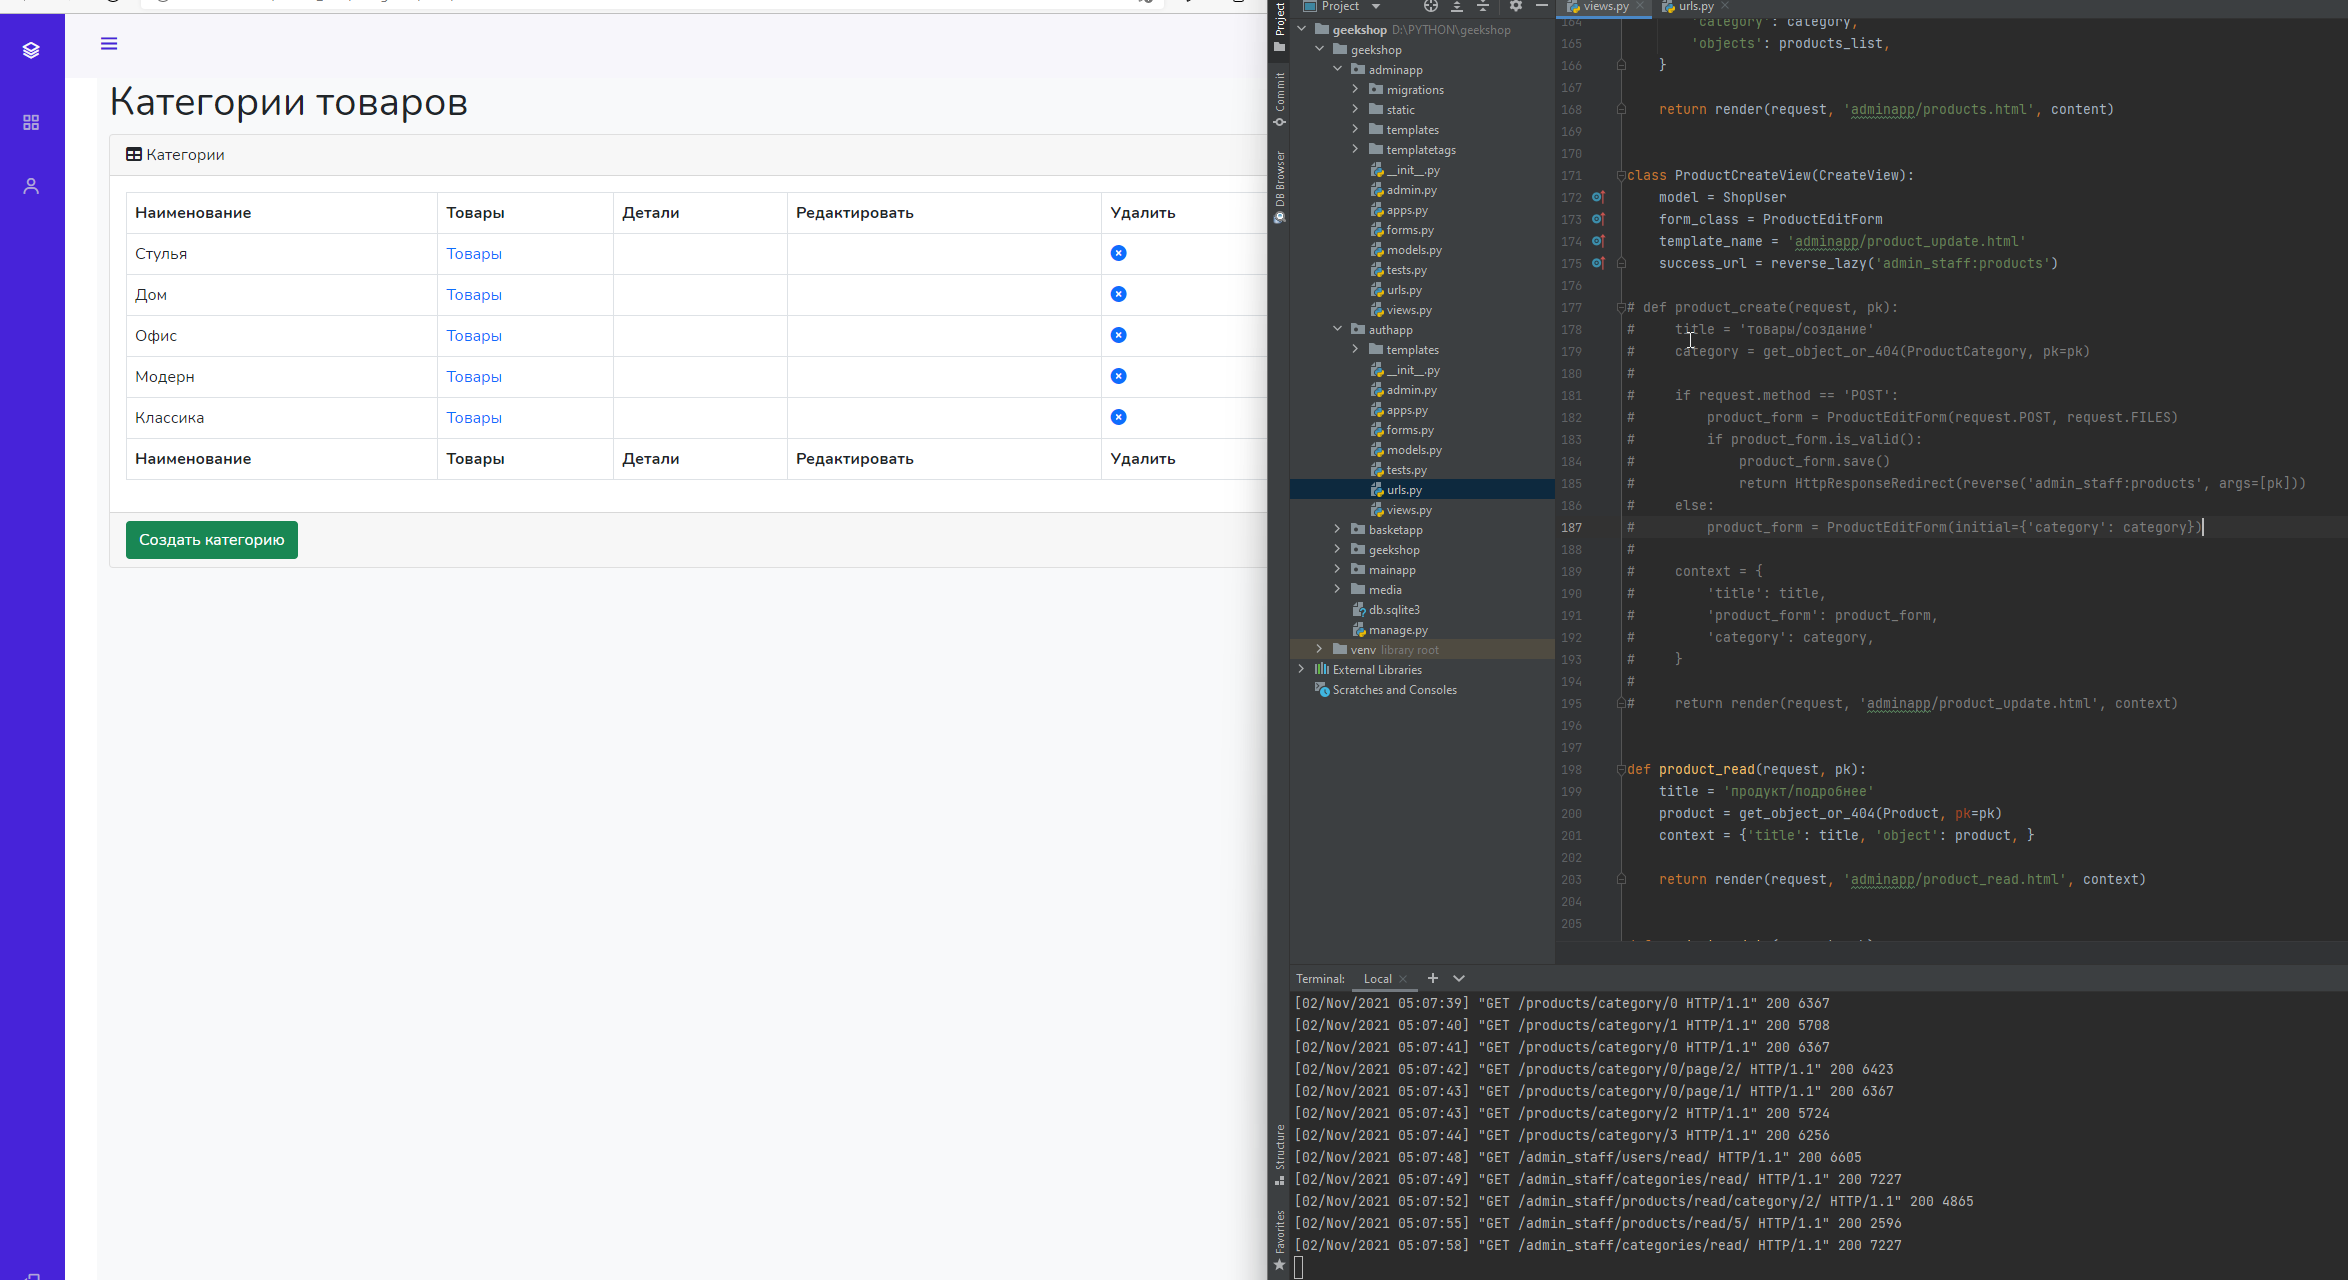 Категории товаров
Категории
Наименование Товары Детали Редактировать Удалить
Стулья Товары
Дом Товары
Офис Товары
Модерн Товары
Классика Товары
Наименование Товары Детали Редактировать Удалить
Создать категорию
Project
Commit
DB Browser
Structure
Favorites
Project
geekshop D:\PYTHON\geekshop
geekshop
adminapp
migrations
static
templates
templatetags
__init__.py
admin.py
apps.py
forms.py
models.py
tests.py
urls.py
views.py
authapp
templates
__init__.py
admin.py
apps.py
forms.py
models.py
tests.py
urls.py
views.py
basketapp
geekshop
mainapp
media
db.sqlite3
manage.py
venv library root
External Libraries
Scratches and Consoles
views.py urls.py
164 'category': category,
165 'objects': products_list,
166 }
167
168 return render(request, 'adminapp/products.html', content)
169
170
171 class ProductCreateView(CreateView):
172 model = ShopUser
173 form_class = ProductEditForm
174 template_name = 'adminapp/product_update.html'
175 success_url = reverse_lazy('admin_staff:products')
176
177 # def product_create(request, pk):
178 #     title = 'товары/создание'
179 #     category = get_object_or_404(ProductCategory, pk=pk)
180 #
181 #     if request.method == 'POST':
182 #         product_form = ProductEditForm(request.POST, request.FILES)
183 #         if product_form.is_valid():
184 #             product_form.save()
185 #             return HttpResponseRedirect(reverse('admin_staff:products', args=[pk]))
186 #     else:
187 #         product_form = ProductEditForm(initial={'category': category})
188 #
189 #     context = {
190 #         'title': title,
191 #         'product_form': product_form,
192 #         'category': category,
193 #     }
194 #
195 #     return render(request, 'adminapp/product_update.html', context)
196
197
198 def product_read(request, pk):
199 title = 'продукт/подробнее'
200 product = get_object_or_404(Product, pk=pk)
201 context = {'title': title, 'object': product, }
202
203 return render(request, 'adminapp/product_read.html', context)
204
205
Terminal: Local
[02/Nov/2021 05:07:39] "GET /products/category/0 HTTP/1.1" 200 6367
[02/Nov/2021 05:07:40] "GET /products/category/1 HTTP/1.1" 200 5708
[02/Nov/2021 05:07:41] "GET /products/category/0 HTTP/1.1" 200 6367
[02/Nov/2021 05:07:42] "GET /products/category/0/page/2/ HTTP/1.1" 200 6423
[02/Nov/2021 05:07:43] "GET /products/category/0/page/1/ HTTP/1.1" 200 6367
[02/Nov/2021 05:07:43] "GET /products/category/2 HTTP/1.1" 200 5724
[02/Nov/2021 05:07:44] "GET /products/category/3 HTTP/1.1" 200 6256
[02/Nov/2021 05:07:48] "GET /admin_staff/users/read/ HTTP/1.1" 200 6605
[02/Nov/2021 05:07:49] "GET /admin_staff/categories/read/ HTTP/1.1" 200 7227
[02/Nov/2021 05:07:52] "GET /admin_staff/products/read/category/2/ HTTP/1.1" 200 4865
[02/Nov/2021 05:07:55] "GET /admin_staff/products/read/5/ HTTP/1.1" 200 2596
[02/Nov/2021 05:07:58] "GET /admin_staff/categories/read/ HTTP/1.1" 200 7227